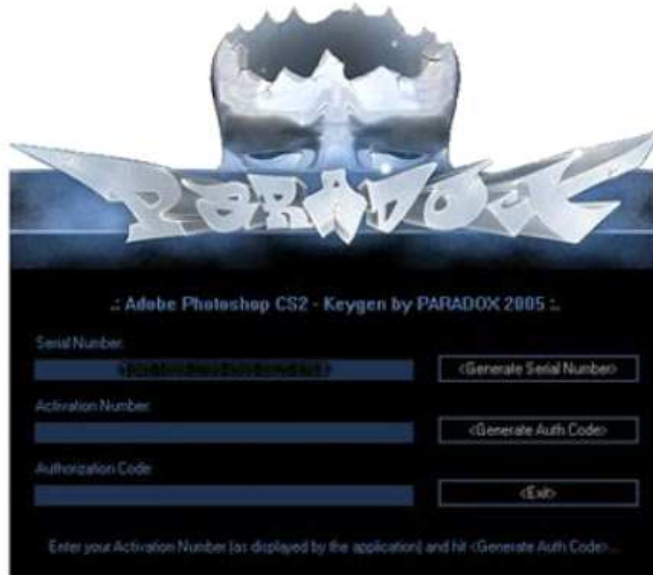 PARADOX
.: Adobe Photoshop CS2 - Keygen by PARADOX 2005 :.
Serial Number:
<Generate Serial Number>
Activation Number:
<Generate Auth Code>
Authorization Code:
<Exit>
Enter your Activation Number (as displayed by the application) and hit <Generate Auth Code>...